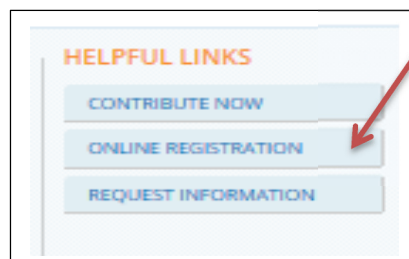 HELPFUL LINKS
CONTRIBUTE NOW
ONLINE REGISTRATION
REQUEST INFORMATION